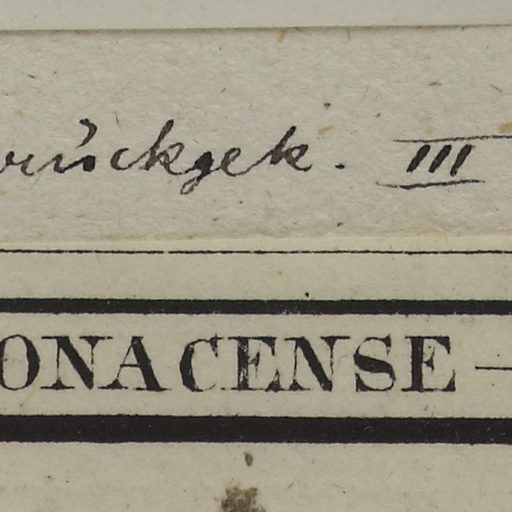 rückgek. III
ONACENSE —